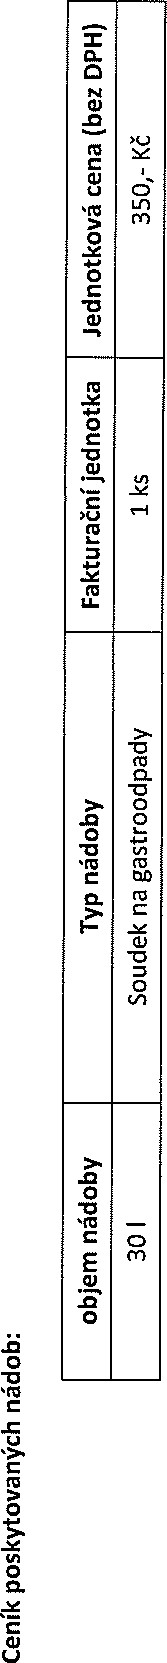 Ceník poskytovaných nádob:
objem nádoby Typ nádoby Fakturační jednotka Jednotková cena (bez DPH)
30 l Soudek na gastroodpady 1 ks 350,- Kč